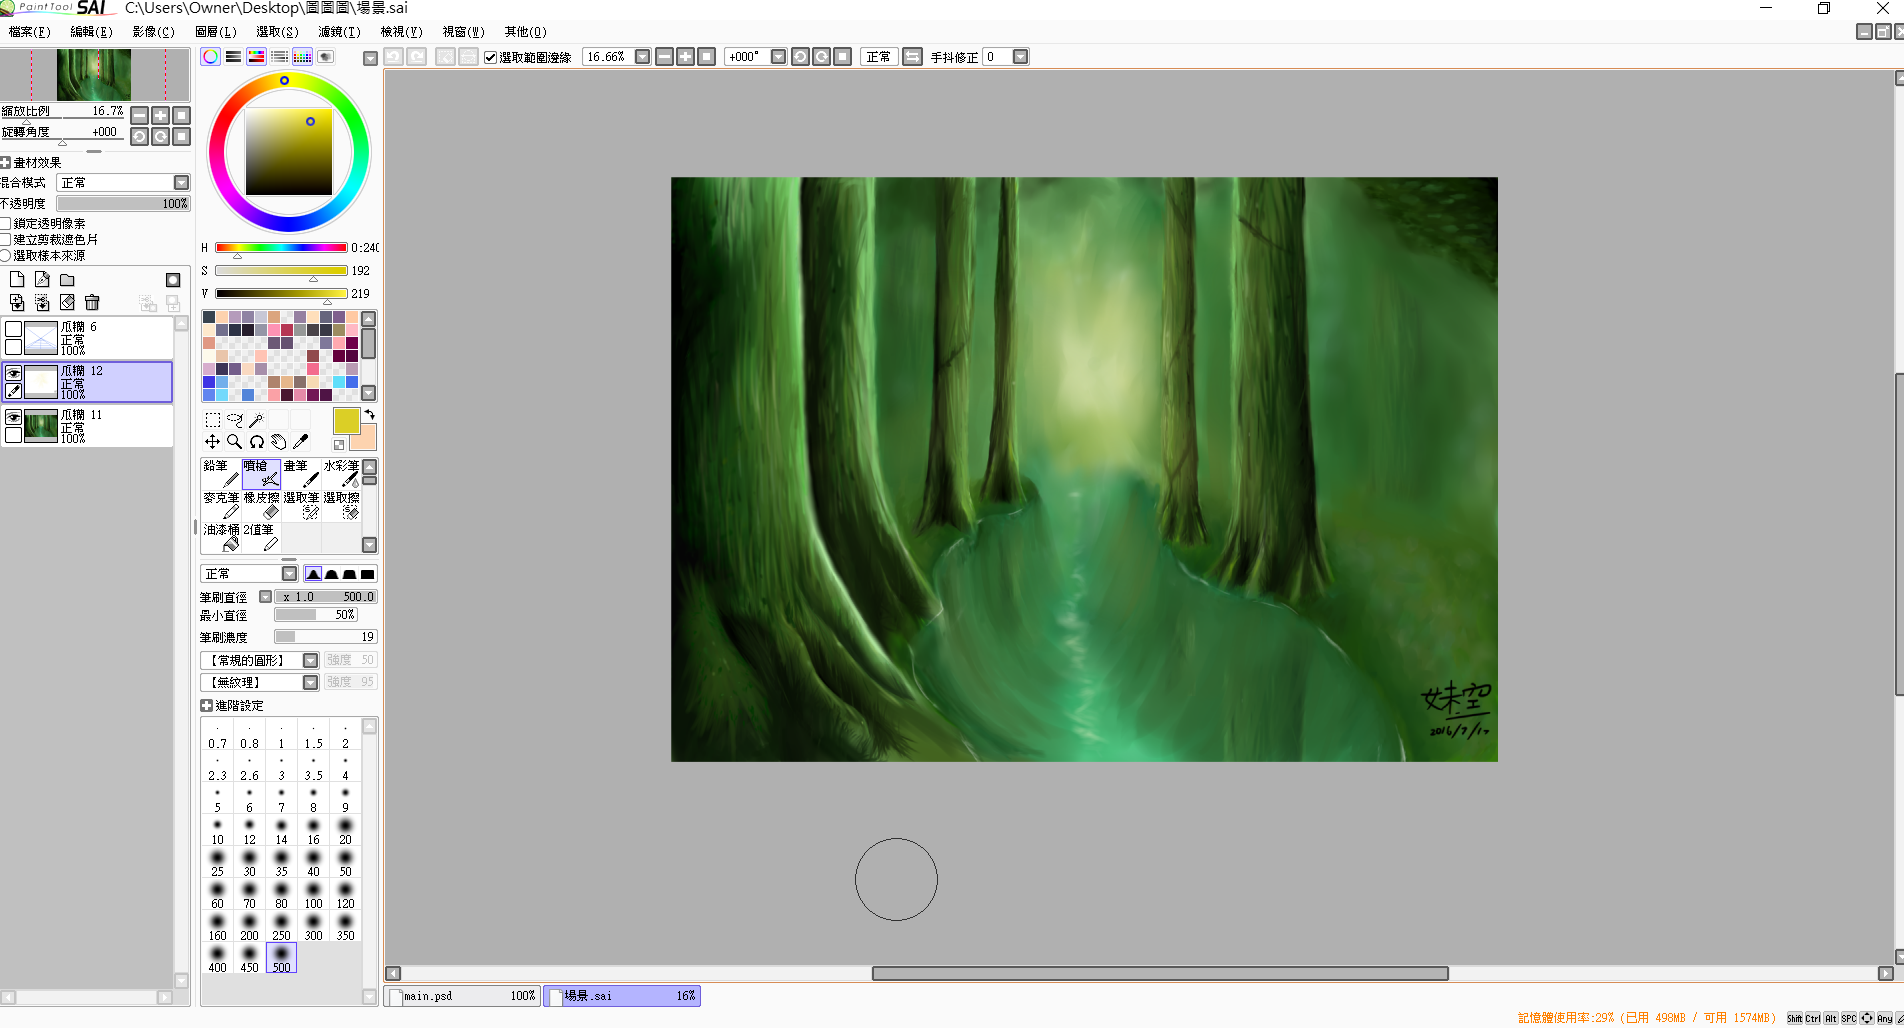 PaintTool SAI C:\Users\Owner\Desktop\圖圖圖\場景.sai
檔案(F) 編輯(E) 影像(C) 圖層(L) 選取(S) 濾鏡(T) 檢視(V) 視窗(W) 其他(O)
選取範圍邊緣 16.66% +000° 正常 手抖修正 0
縮放比例 16.7%
旋轉角度 +000
畫材效果
混合模式 正常
不透明度 100%
鎖定透明像素
建立剪裁遮色片
選取樣本來源
爪欄 6
正常
100%
爪欄 12
正常
100%
爪欄 11
正常
100%
H 0:240
S 192
V 219
鉛筆 噴槍 畫筆 水彩筆
麥克筆 橡皮擦 選取筆 選取擦
油漆桶 2值筆
正常
筆刷直徑 x 1.0 500.0
最小直徑 50%
筆刷濃度 19
【常規的圓形】 強度 50
【無紋理】 強度 95
進階設定
0.7 0.8 1 1.5 2
2.3 2.6 3 3.5 4
5 6 7 8 9
10 12 14 16 20
25 30 35 40 50
60 70 80 100 120
160 200 250 300 350
400 450 500
妹空
2016/7/17
main.psd 100% 場景.sai 16%
記憶體使用率:29% (已用 498MB / 可用 1574MB) Shift Ctrl Alt SPC Any